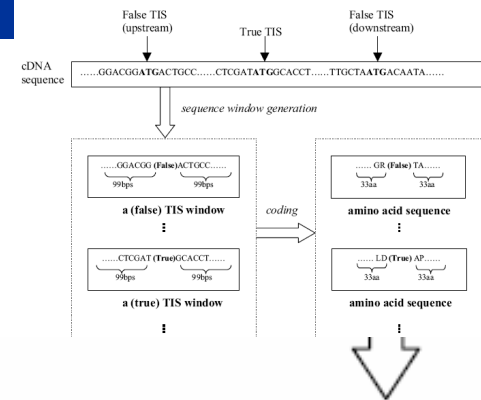 False TIS
(upstream)
True TIS
False TIS
(downstream)
cDNA
sequence
......GGACGGATGACTGCC......CTCGATATGGCACCT......TTGCTAATGACAATA......
sequence window generation
......GGACGG (False)ACTGCC......
99bps 99bps
a (false) TIS window
⋮
......CTCGAT (True)GCACCT......
99bps 99bps
a (true) TIS window
⋮
coding
...... GR (False) TA......
33aa 33aa
amino acid sequence
⋮
...... LD (True) AP......
33aa 33aa
amino acid sequence
⋮